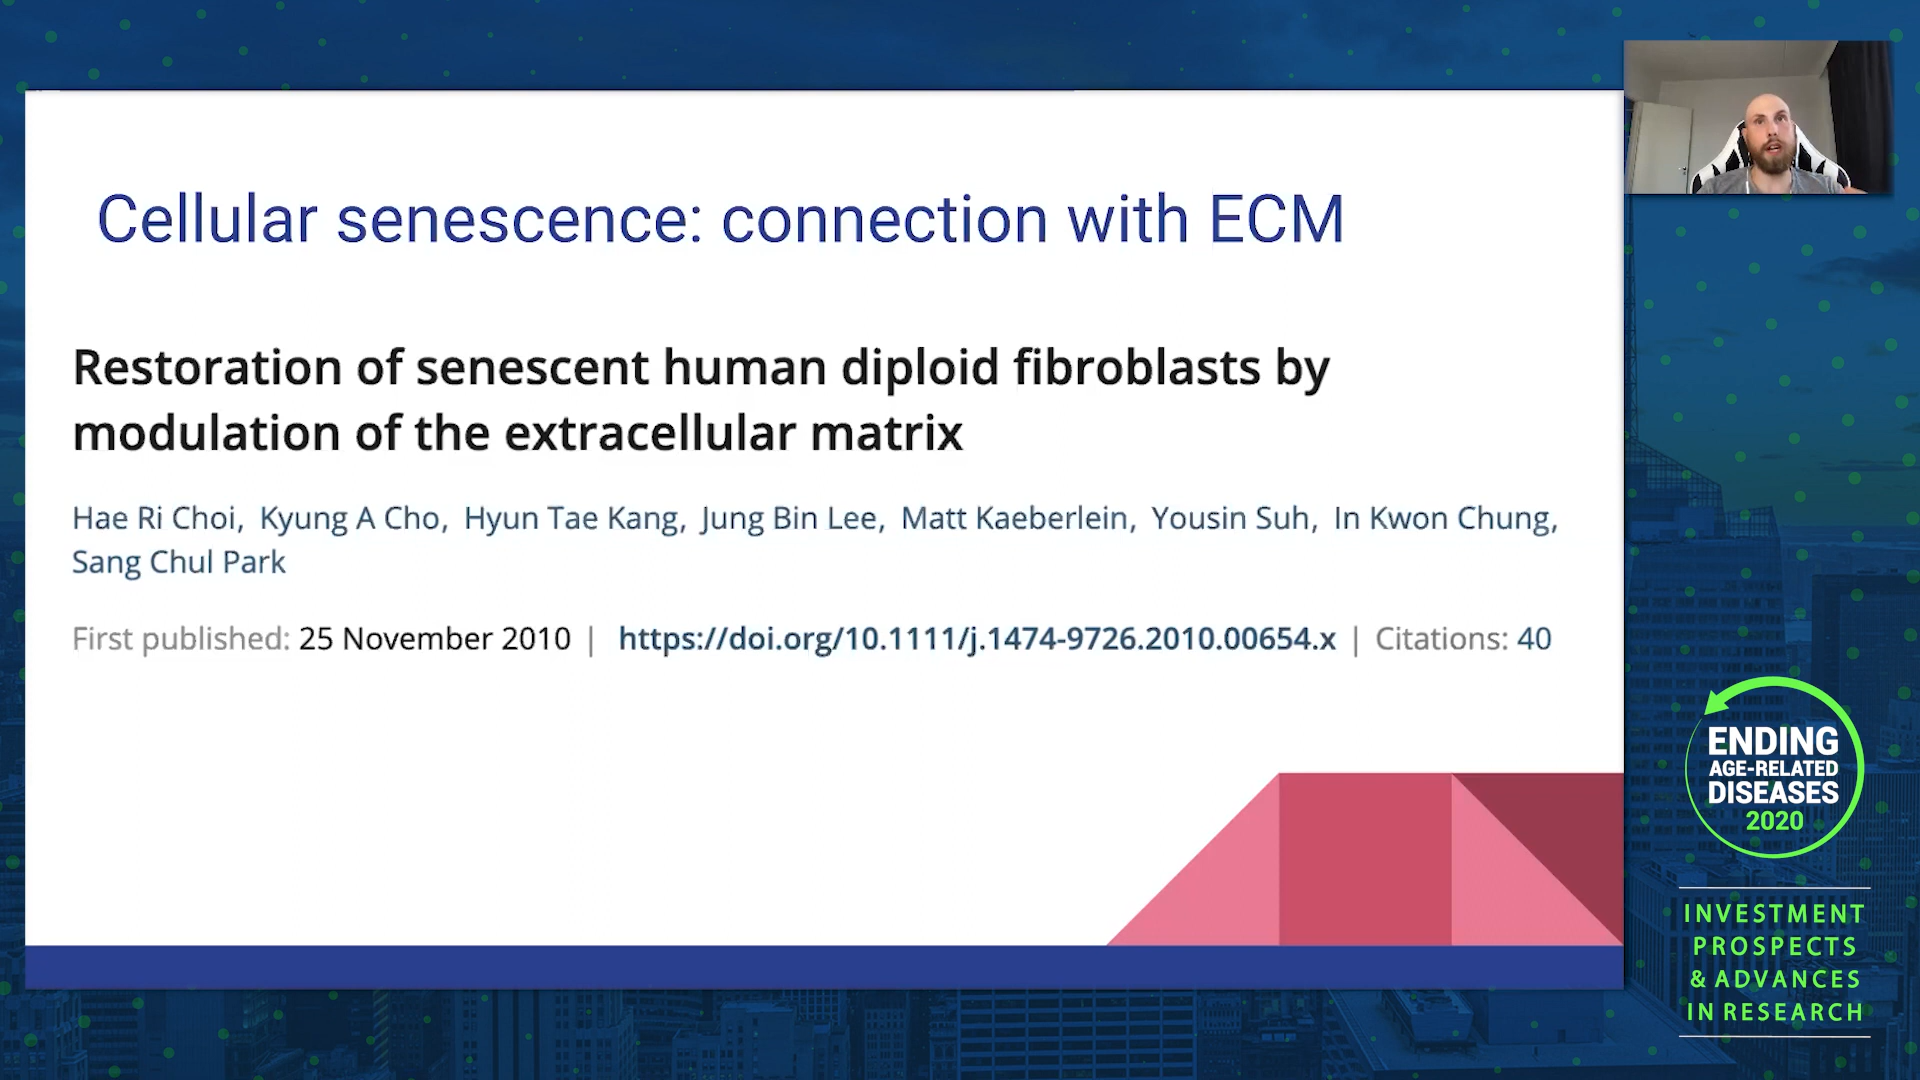 Cellular senescence: connection with ECM
Restoration of senescent human diploid fibroblasts by
modulation of the extracellular matrix
Hae Ri Choi, Kyung A Cho, Hyun Tae Kang, Jung Bin Lee, Matt Kaeberlein, Yousin Suh, In Kwon Chung,
Sang Chul Park
First published: 25 November 2010 | https://doi.org/10.1111/j.1474-9726.2010.00654.x | Citations: 40
ENDING
AGE-RELATED
DISEASES
2020
INVESTMENT
PROSPECTS
& ADVANCES
IN RESEARCH